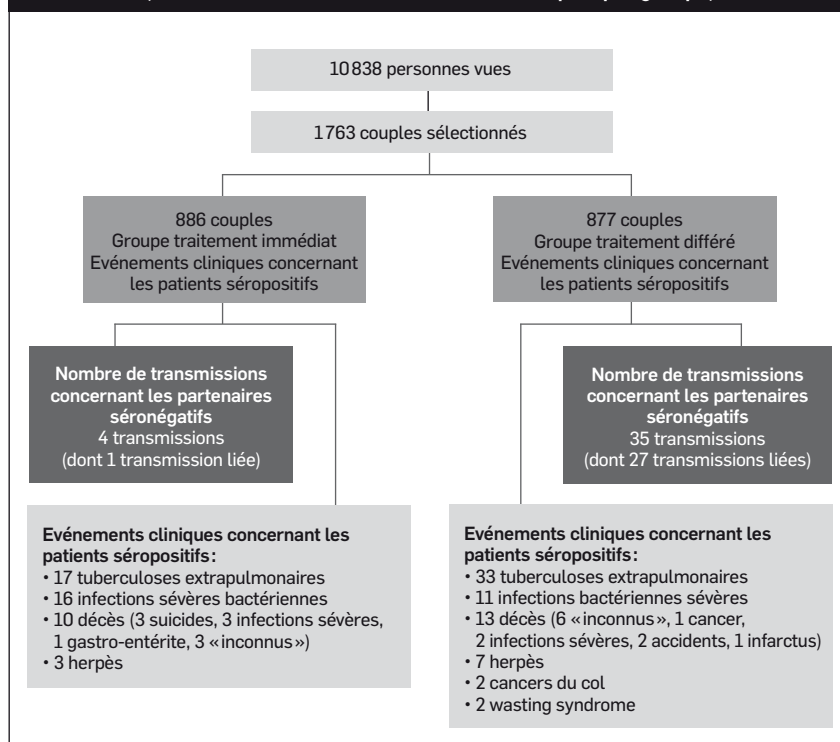 10 838 personnes vues
1763 couples sélectionnés
886 couples
Groupe traitement immédiat
Evénements cliniques concernant
les patients séropositifs
877 couples
Groupe traitement différé
Evénements cliniques concernant
les patients séropositifs
Nombre de transmissions
concernant les partenaires
séronégatifs
4 transmissions
(dont 1 transmission liée)
Nombre de transmissions
concernant les partenaires
séronégatifs
35 transmissions
(dont 27 transmissions liées)
Evénements cliniques concernant les
patients séropositifs:
• 17 tuberculoses extrapulmonaires
• 16 infections sévères bactériennes
• 10 décès (3 suicides, 3 infections sévères,
1 gastro-entérite, 3 «inconnus»)
• 3 herpès
Evénements cliniques concernant les
patients séropositifs:
• 33 tuberculoses extrapulmonaires
• 11 infections bactériennes sévères
• 13 décès (6 «inconnus», 1 cancer,
2 infections sévères, 2 accidents, 1 infarctus)
• 7 herpès
• 2 cancers du col
• 2 wasting syndrome